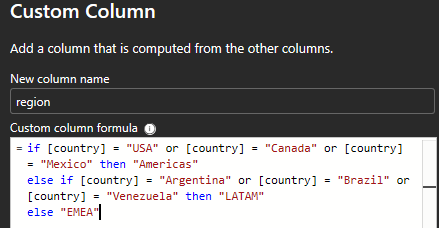 Custom Column
Add a column that is computed from the other columns.
New column name
region
Custom column formula
= if [country] = "USA" or [country] = "Canada" or [country]
= "Mexico" then "Americas"
else if [country] = "Argentina" or [country] = "Brazil" or
[country] = "Venezuela" then "LATAM"
else "EMEA"